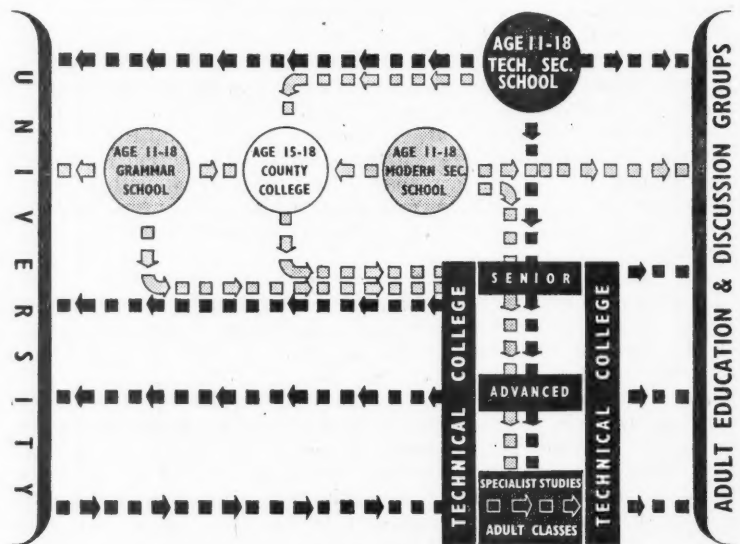 UNIVERSITY
AGE 11-18
TECH. SEC.
SCHOOL
AGE 11-18
GRAMMAR
SCHOOL
AGE 15-18
COUNTY
COLLEGE
AGE 11-18
MODERN SEC.
SCHOOL
TECHNICAL COLLEGE
SENIOR
ADVANCED
SPECIALIST STUDIES
ADULT CLASSES
TECHNICAL COLLEGE
ADULT EDUCATION & DISCUSSION GROUPS